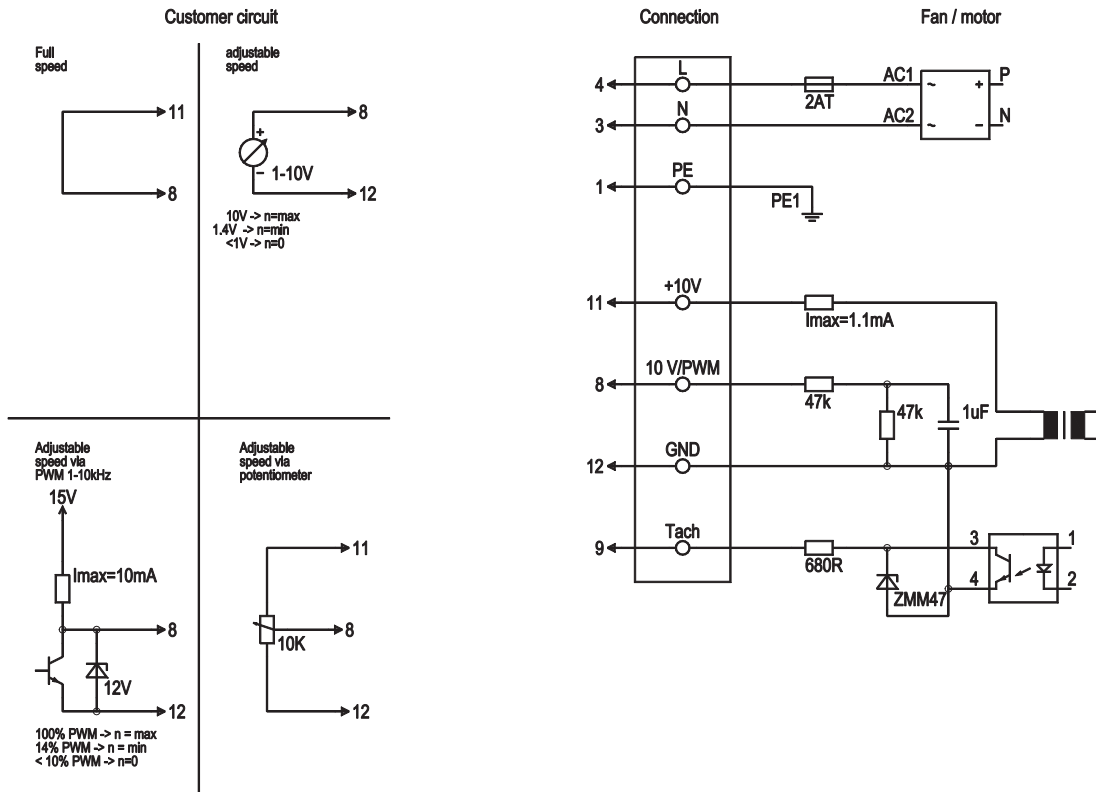 Customer circuit
Connection
Fan / motor
Full
speed
11
8
adjustable
speed
8
+
–
1-10V
12
10V -> n=max
1.4V -> n=min
<1V -> n=0
Adjustable
speed via
PWM 1-10kHz
15V
Imax=10mA
8
12V
12
100% PWM -> n = max
14% PWM -> n = min
< 10% PWM -> n=0
Adjustable
speed via
potentiometer
11
8
10K
12
4
L
2AT
AC1
~
+
P
3
N
AC2
~
–
N
1
PE
PE1
11
+10V
Imax=1.1mA
8
10 V/PWM
47k
47k
1uF
12
GND
9
Tach
680R
ZMM47
3
4
1
2